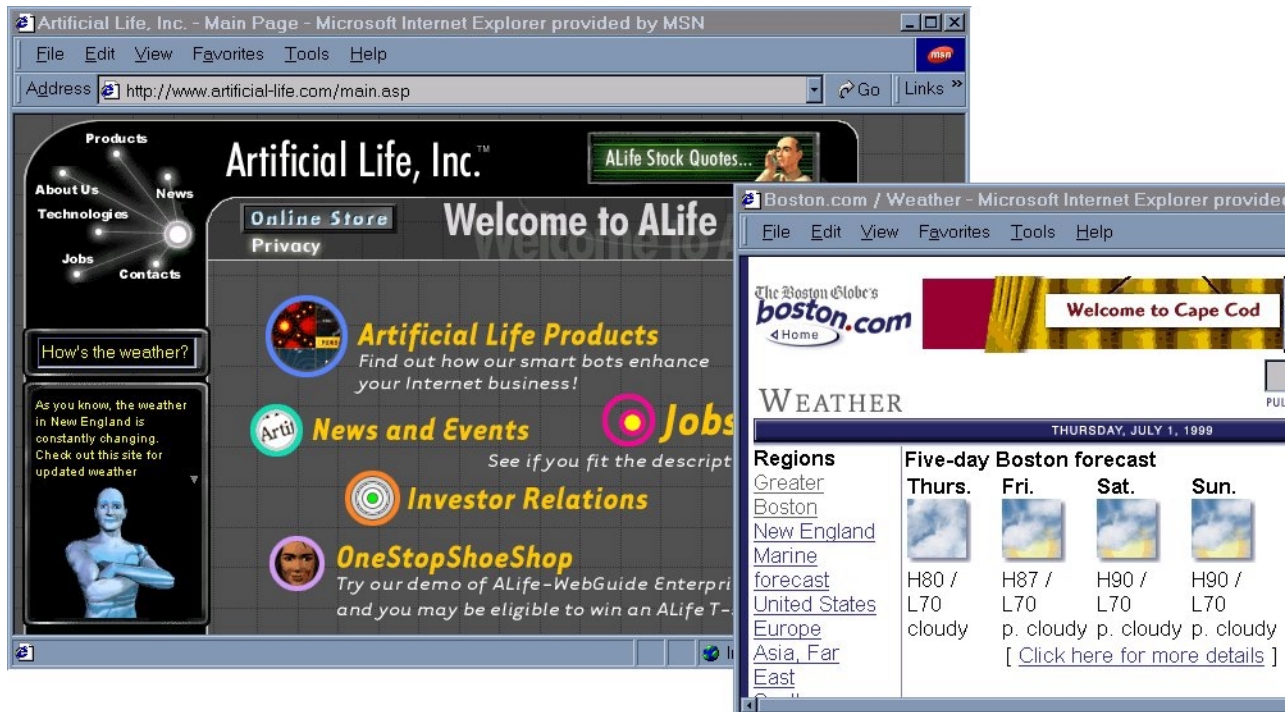 Artificial Life, Inc. - Main Page - Microsoft Internet Explorer provided by MSN
File Edit View Favorites Tools Help
msn
Address http://www.artificial-life.com/main.asp Go Links »
Products
About Us
News
Technologies
Jobs
Contacts
Artificial Life, Inc.™
ALife Stock Quotes...
Online Store
Privacy
Welcome to ALife
How's the weather?
As you know, the weather
in New England is
constantly changing.
Check out this site for
updated weather
Artificial Life Products
Find out how our smart bots enhance
your Internet business!
News and Events
Jobs
See if you fit the descript
Investor Relations
OneStopShoeShop
Try our demo of ALife-WebGuide Enterpri
and you may be eligible to win an ALife T-
Boston.com / Weather - Microsoft Internet Explorer provided
File Edit View Favorites Tools Help
The Boston Globe's
boston.com
Home
Welcome to Cape Cod
WEATHER
PUL
THURSDAY, JULY 1, 1999
Regions
Greater
Boston
New England
Marine
forecast
United States
Europe
Asia, Far
East
Five-day Boston forecast
Thurs. Fri. Sat. Sun.
H80 / H87 / H90 / H90 /
L70 L70 L70 L70
cloudy p. cloudy p. cloudy p. cloudy
[ Click here for more details ]